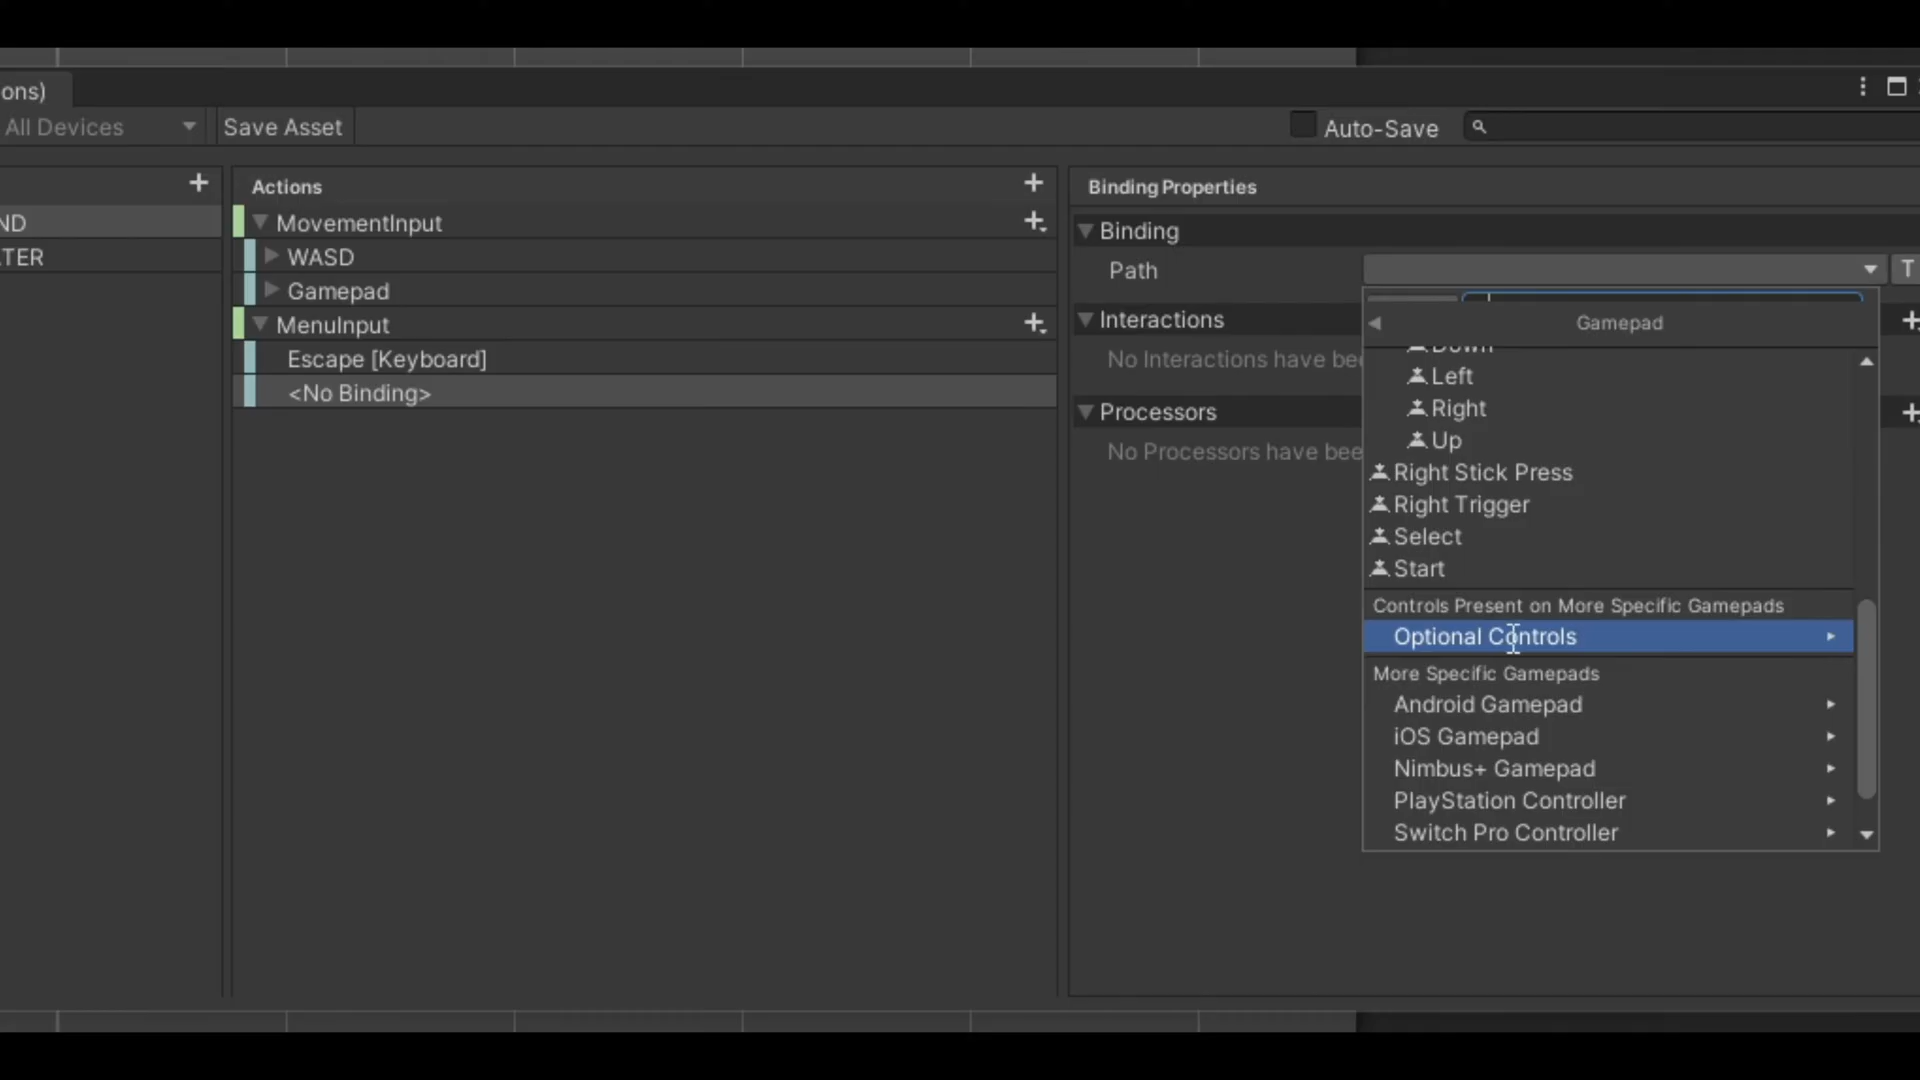 ons)
All Devices
Save Asset
Auto-Save
ND
TER
Actions
MovementInput
WASD
Gamepad
MenuInput
Escape [Keyboard]
<No Binding>
Binding Properties
Binding
Path
T
Interactions
No Interactions have bee
Processors
No Processors have bee
Gamepad
Down
Left
Right
Up
Right Stick Press
Right Trigger
Select
Start
Controls Present on More Specific Gamepads
Optional Controls
More Specific Gamepads
Android Gamepad
iOS Gamepad
Nimbus+ Gamepad
PlayStation Controller
Switch Pro Controller